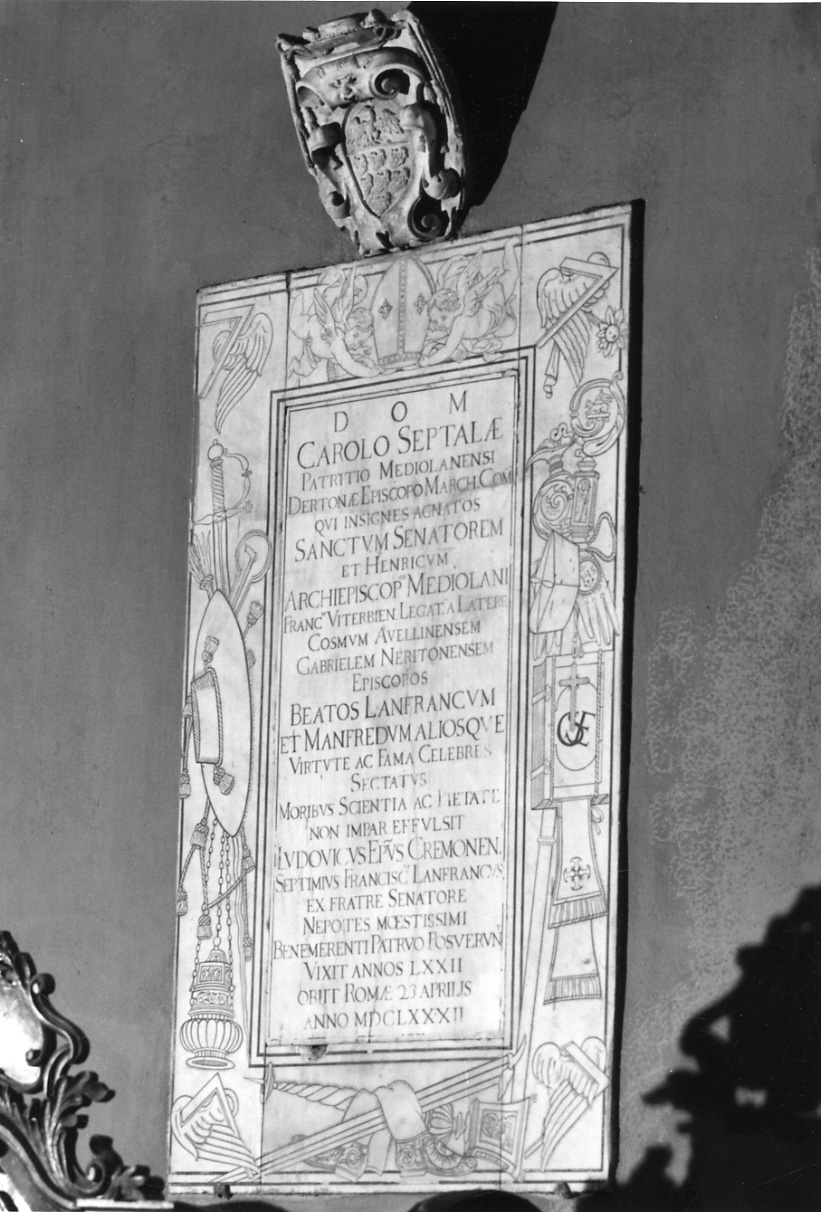 D O M
CAROLO SEPTALÆ
PATRITIO MEDIOLANENSI
DERTONÆ EPISCOPO MARCH. COM
QVI INSIGNES AGNATOS
SANCTVM SENATOREM
ET HENRICVM
ARCHIEPISCOP MEDIOLANI
FRANC VITERBIEN LEGAT. A LATERE
COSMVM AVELLINENSEM
GABRIELEM NERITONENSEM
EPISCOPOS
BEATOS LANFRANCVM
ET MANFREDVM ALIOSQVE
VIRTVTE AC FAMA CELEBRES
SECTATVS
MORIBVS SCIENTIA AC PIETATE
NON IMPAR EFFVLSIT
LVDOVICVS EPVS CREMONEN.
SEPTIMIVS FRANCISC LANFRANCVS
EX FRATRE SENATORE
NEPOTES MŒSTISSIMI
BENEMERENTI PATRVO POSVERVN
VIXIT ANNOS LXXII
OBIJT ROMÆ 23 APRILIS
ANNO MDCLXXXII